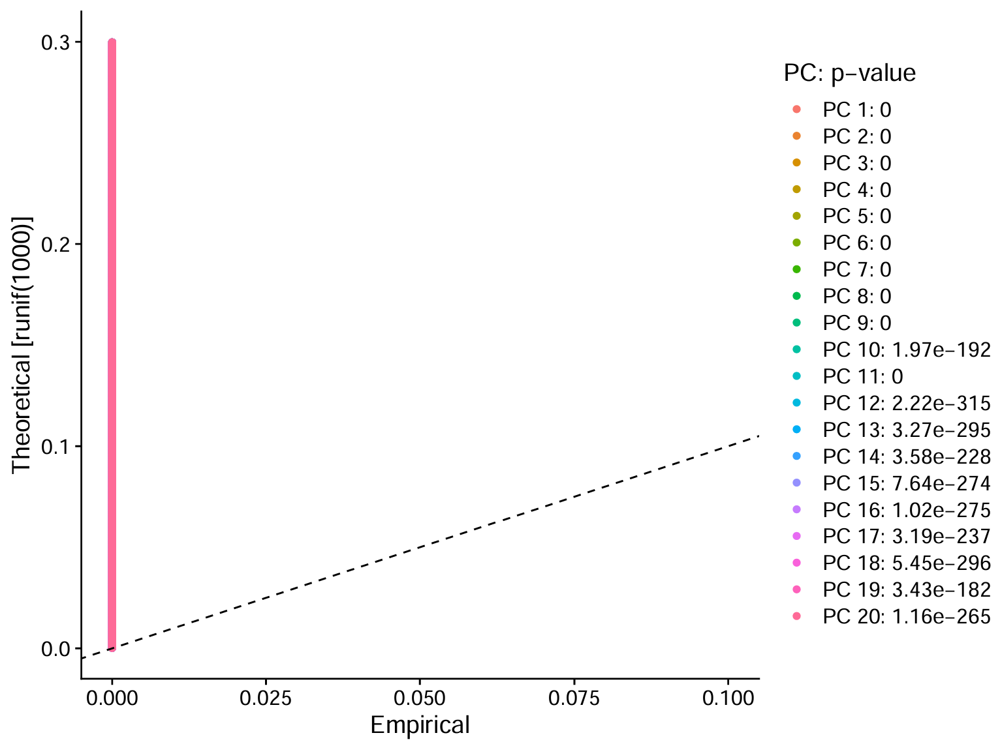 0.3
0.2
0.1
0.0
Theoretical [runif(1000)]
0.000
0.025
0.050
0.075
0.100
Empirical
PC: p−value
PC 1: 0
PC 2: 0
PC 3: 0
PC 4: 0
PC 5: 0
PC 6: 0
PC 7: 0
PC 8: 0
PC 9: 0
PC 10: 1.97e−192
PC 11: 0
PC 12: 2.22e−315
PC 13: 3.27e−295
PC 14: 3.58e−228
PC 15: 7.64e−274
PC 16: 1.02e−275
PC 17: 3.19e−237
PC 18: 5.45e−296
PC 19: 3.43e−182
PC 20: 1.16e−265